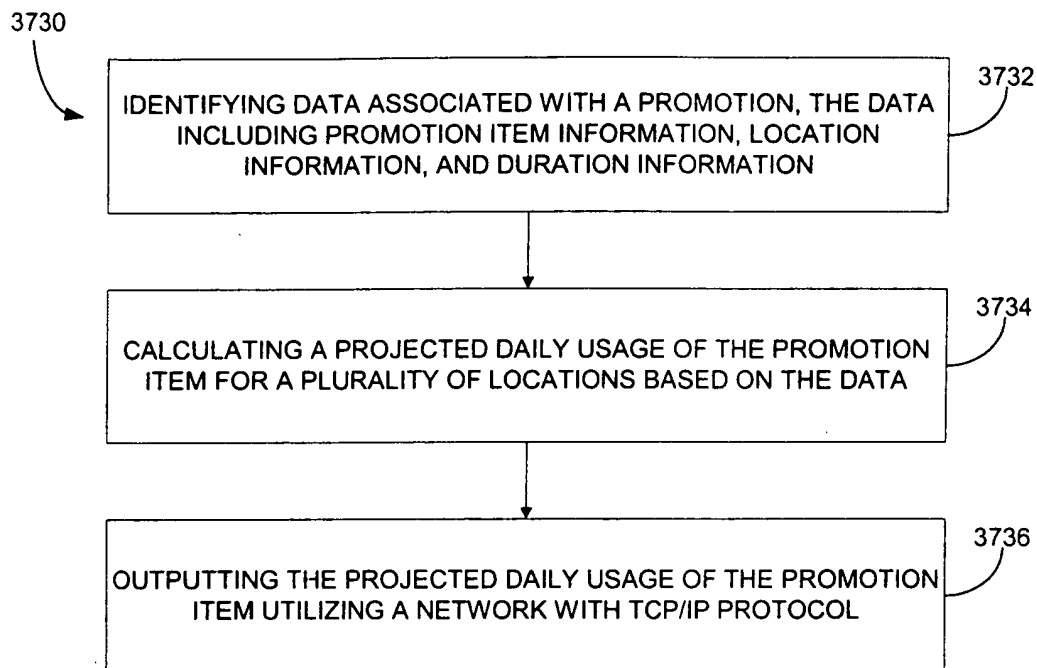 3730
IDENTIFYING DATA ASSOCIATED WITH A PROMOTION, THE DATA
INCLUDING PROMOTION ITEM INFORMATION, LOCATION
INFORMATION, AND DURATION INFORMATION
3732
CALCULATING A PROJECTED DAILY USAGE OF THE PROMOTION
ITEM FOR A PLURALITY OF LOCATIONS BASED ON THE DATA
3734
OUTPUTTING THE PROJECTED DAILY USAGE OF THE PROMOTION
ITEM UTILIZING A NETWORK WITH TCP/IP PROTOCOL
3736